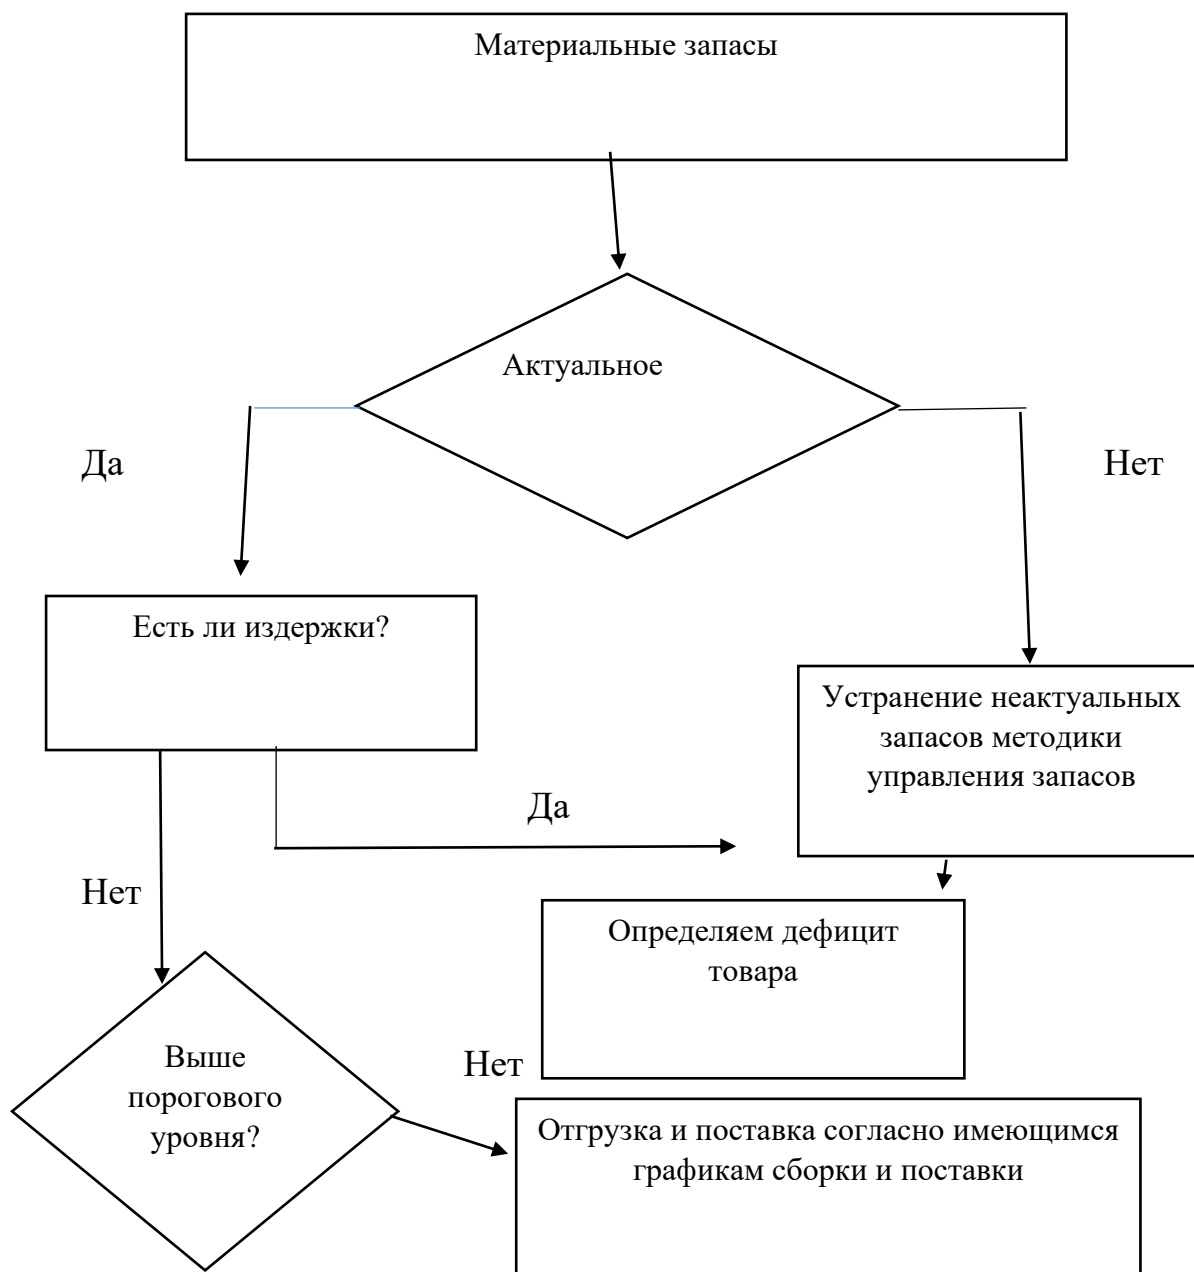 Материальные запасы
Актуальное
Да
Нет
Есть ли издержки?
Устранение неактуальных
запасов методики
управления запасов
Да
Нет
Определяем дефицит
товара
Выше
порогового
уровня?
Нет
Отгрузка и поставка согласно имеющимся
графикам сборки и поставки